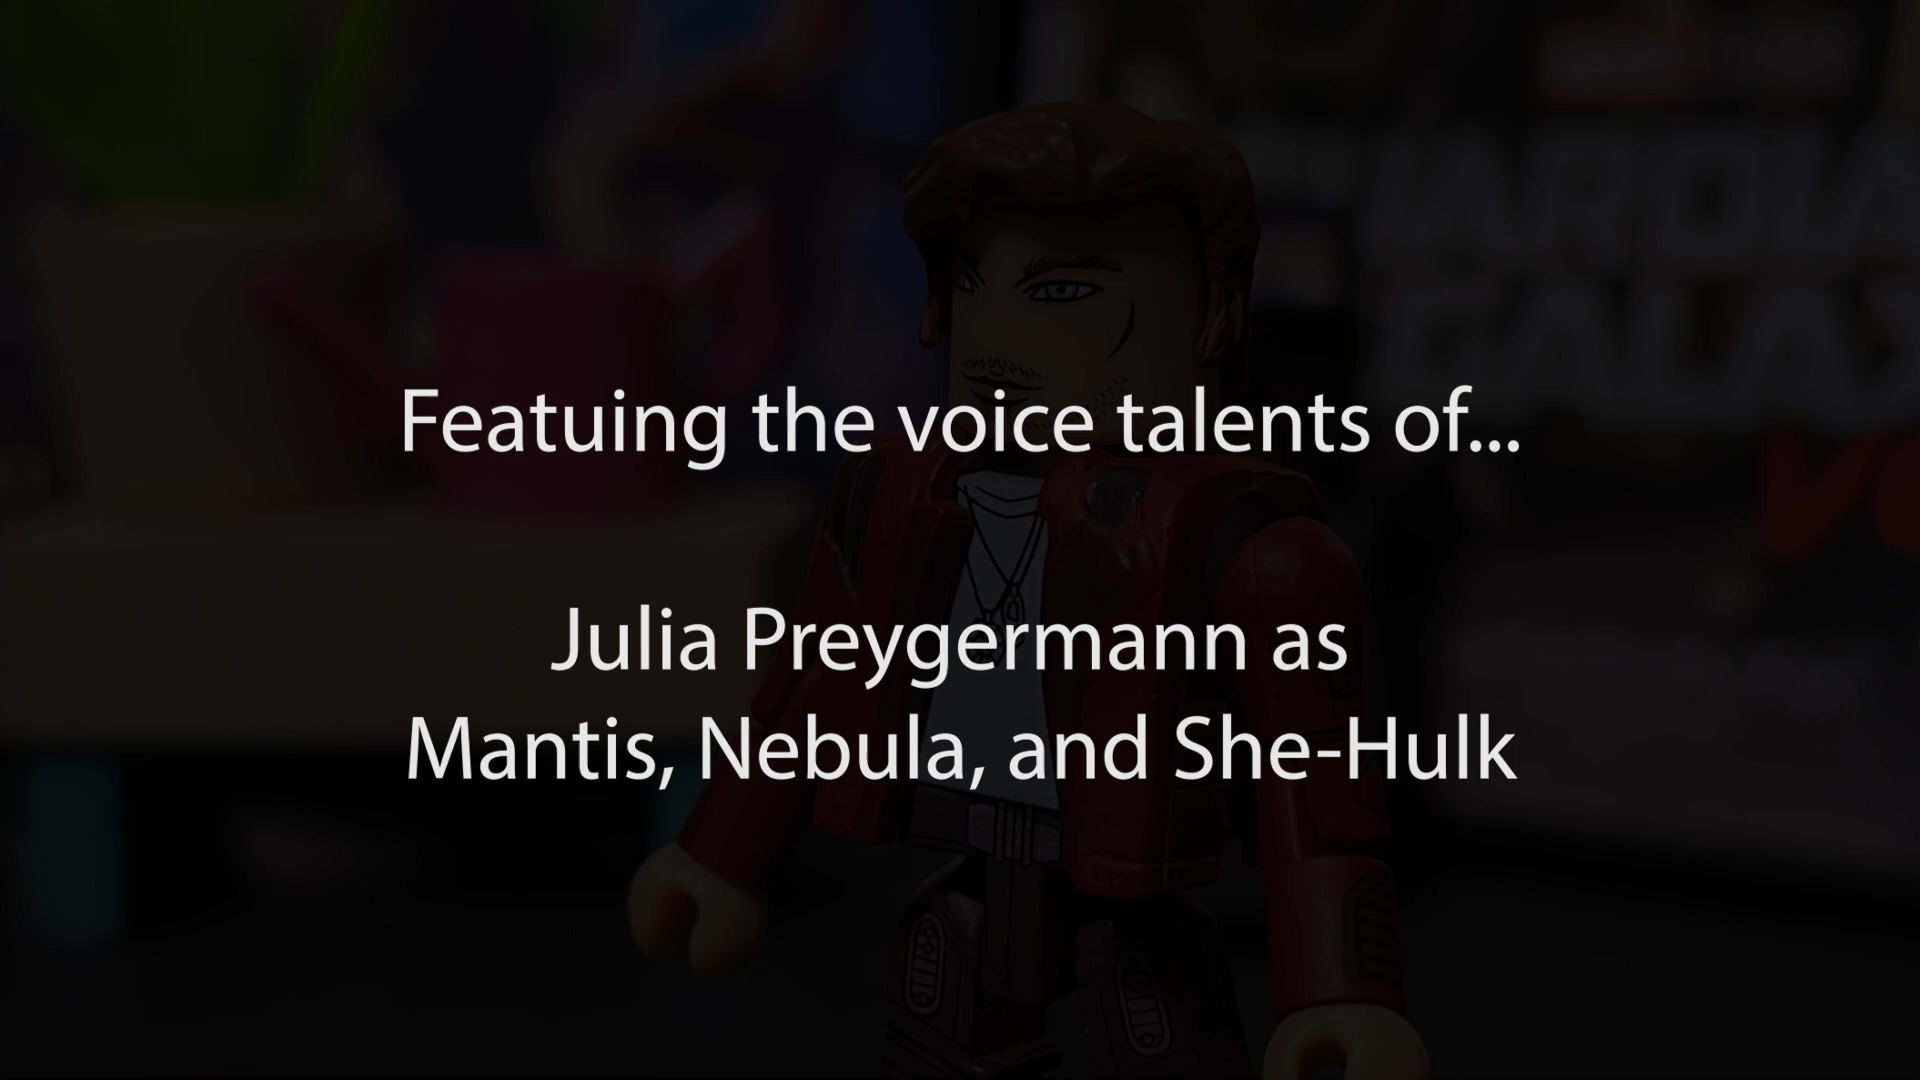 Featuing the voice talents of...
Julia Preygermann as
Mantis, Nebula, and She-Hulk